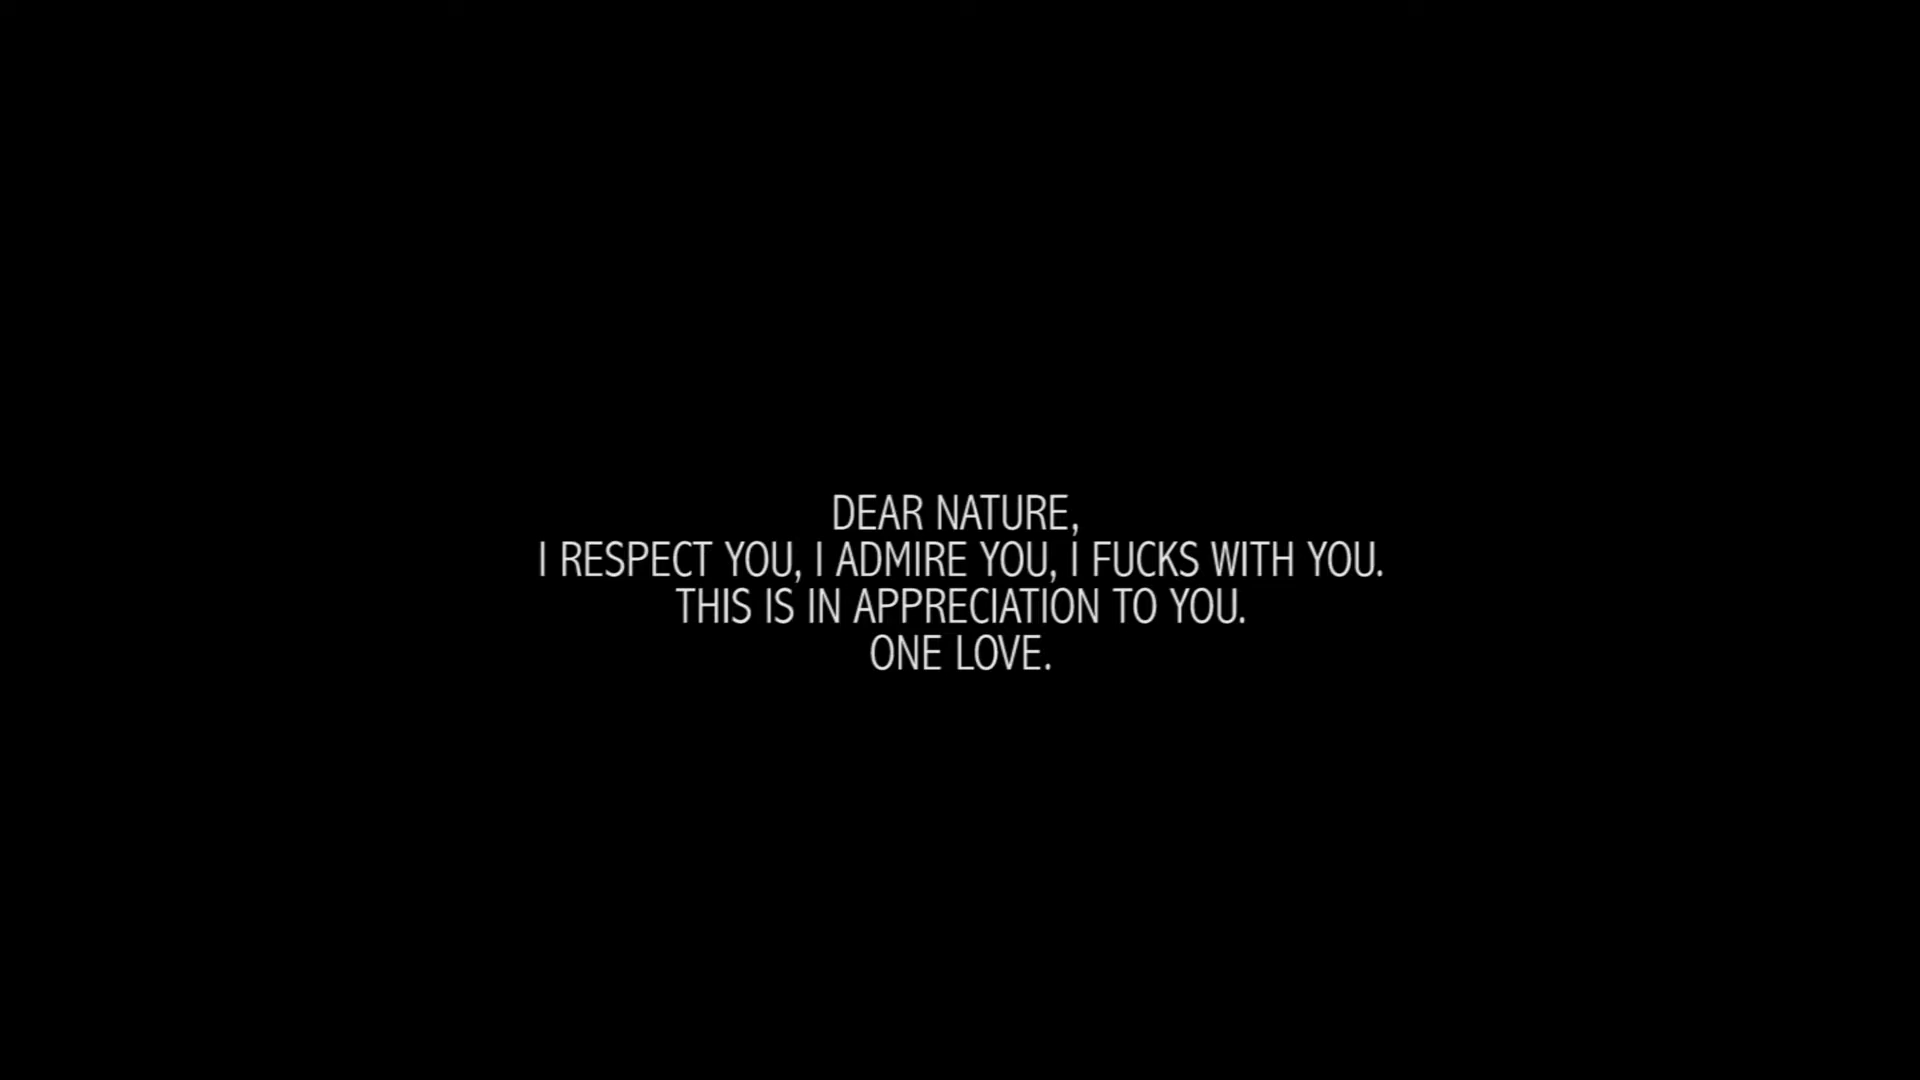 DEAR NATURE,
I RESPECT YOU, I ADMIRE YOU, I FUCKS WITH YOU.
THIS IS IN APPRECIATION TO YOU.
ONE LOVE.